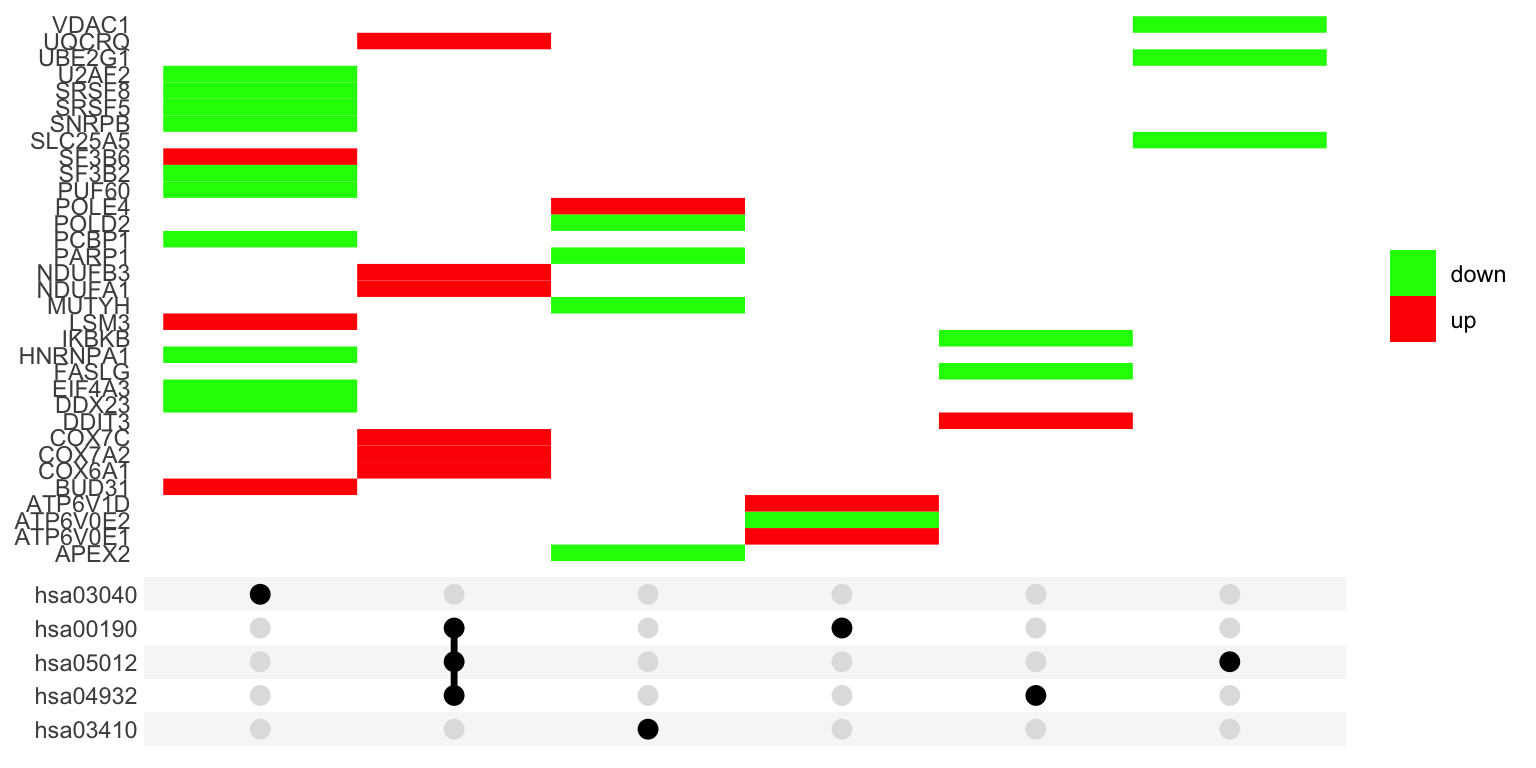 VDAC1
UQCRQ
UBE2G1
U2AF2
SRSF8
SRSF5
SNRPB
SLC25A5
SF3B6
SF3B2
PUF60
POLE4
POLD2
PCBP1
PARP1
NDUFB3
NDUFA1
MUTYH
LSM3
IKBKB
HNRNPA1
FASLG
EIF4A3
DDX23
DDIT3
COX7C
COX7A2
COX6A1
BUD31
ATP6V1D
ATP6V0E2
ATP6V0E1
APEX2
down
up
hsa03040
hsa00190
hsa05012
hsa04932
hsa03410